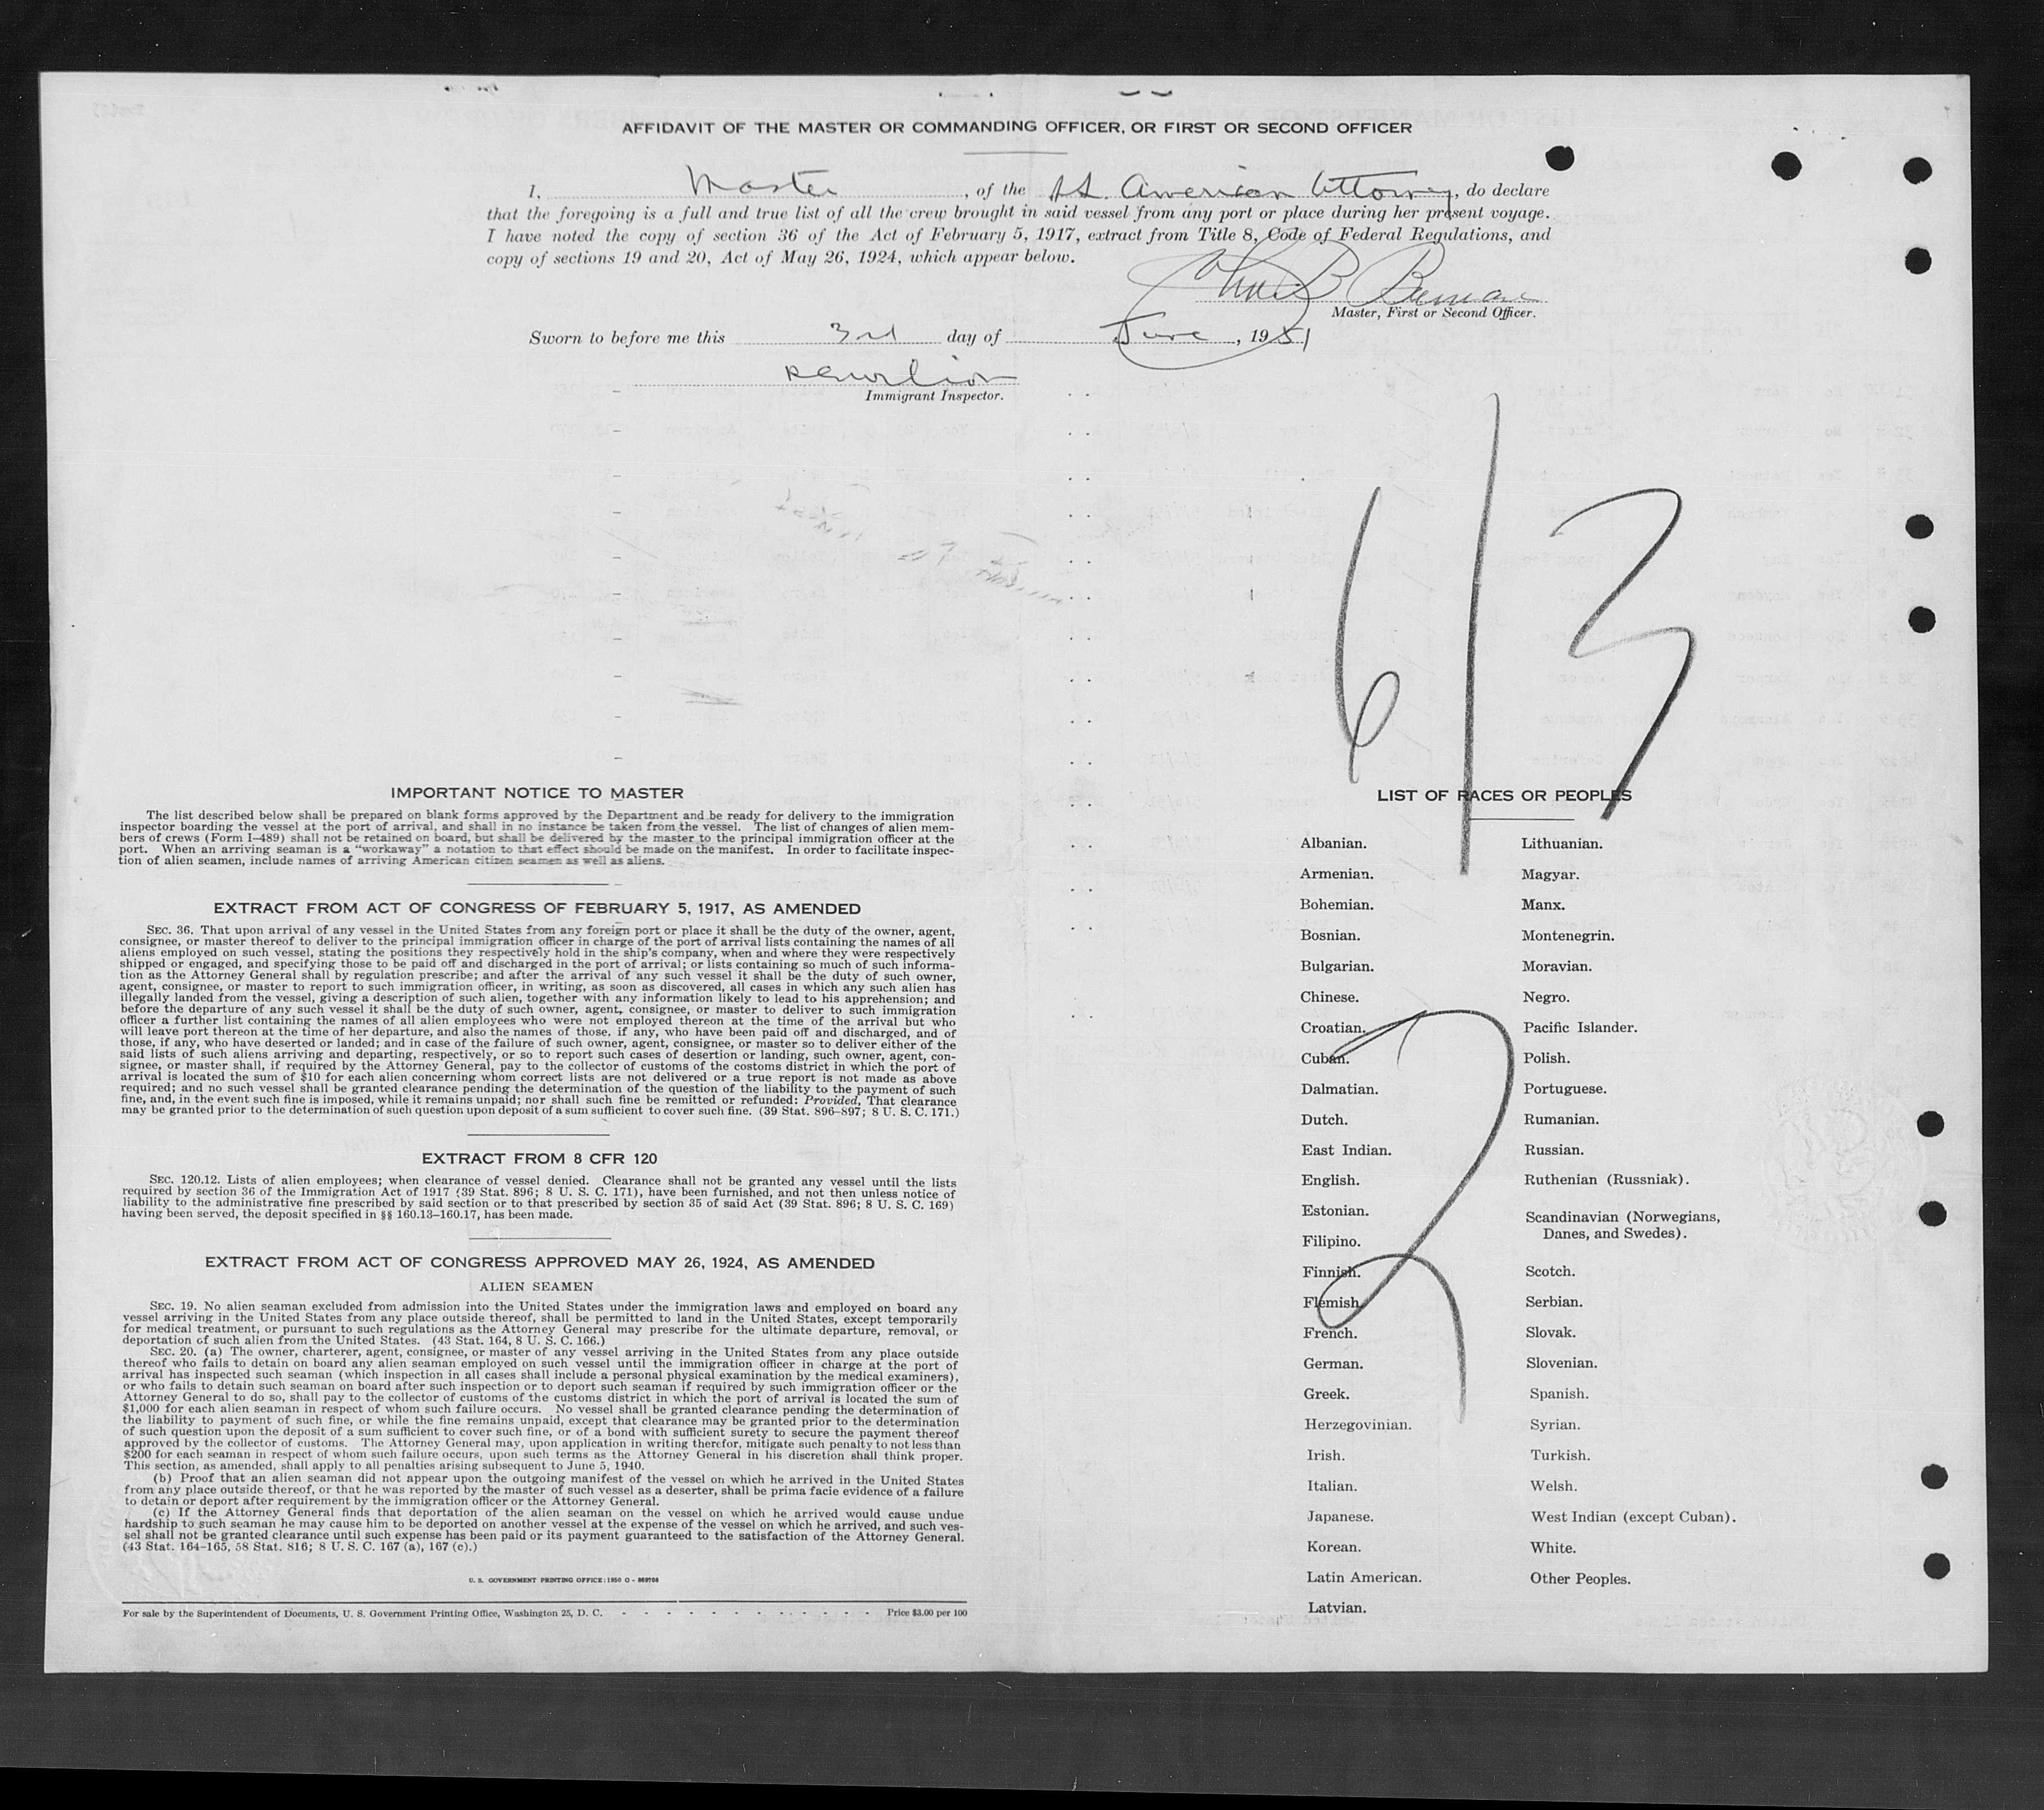 AFFIDAVIT OF THE MASTER OR COMMANDING OFFICER, OR FIRST OR SECOND OFFICER
I, Master, of the S.S. American Attorney, do declare
that the foregoing is a full and true list of all the crew brought in said vessel from any port or place during her present voyage.
I have noted the copy of section 36 of the Act of February 5, 1917, extract from Title 8, Code of Federal Regulations, and
copy of sections 19 and 20, Act of May 26, 1924, which appear below.
Master, First or Second Officer.
Sworn to before me this 3rd day of June, 1951
Immigrant Inspector.
6/3
2
IMPORTANT NOTICE TO MASTER
The list described below shall be prepared on blank forms approved by the Department and be ready for delivery to the immigration
inspector boarding the vessel at the port of arrival, and shall in no instance be taken from the vessel. The list of changes of alien mem-
bers of crews (Form I-489) shall not be retained on board, but shall be delivered by the master to the principal immigration officer at the
port. When an arriving seaman is a "workaway" a notation to that effect should be made on the manifest. In order to facilitate inspec-
tion of alien seamen, include names of arriving American citizen seamen as well as aliens.
EXTRACT FROM ACT OF CONGRESS OF FEBRUARY 5, 1917, AS AMENDED
SEC. 36. That upon arrival of any vessel in the United States from any foreign port or place it shall be the duty of the owner, agent,
consignee, or master thereof to deliver to the principal immigration officer in charge of the port of arrival lists containing the names of all
aliens employed on such vessel, stating the positions they respectively hold in the ship's company, when and where they were respectively
shipped or engaged, and specifying those to be paid off and discharged in the port of arrival; or lists containing so much of such informa-
tion as the Attorney General shall by regulation prescribe; and after the arrival of any such vessel it shall be the duty of such owner,
agent, consignee, or master to report to such immigration officer, in writing, as soon as discovered, all cases in which any such alien has
illegally landed from the vessel, giving a description of such alien, together with any information likely to lead to his apprehension; and
before the departure of any such vessel it shall be the duty of such owner, agent, consignee, or master to deliver to such immigration
officer a further list containing the names of all alien employees who were not employed thereon at the time of the arrival but who
will leave port thereon at the time of her departure, and also the names of those, if any, who have been paid off and discharged, and of
those, if any, who have deserted or landed; and in case of the failure of such owner, agent, consignee, or master so to deliver either of the
said lists of such aliens arriving and departing, respectively, or so to report such cases of desertion or landing, such owner, agent, con-
signee, or master shall, if required by the Attorney General, pay to the collector of customs of the costoms district in which the port of
arrival is located the sum of $10 for each alien concerning whom correct lists are not delivered or a true report is not made as above
required; and no such vessel shall be granted clearance pending the determination of the question of the liability to the payment of such
fine, and, in the event such fine is imposed, while it remains unpaid; nor shall such fine be remitted or refunded: Provided, That clearance
may be granted prior to the determination of such question upon deposit of a sum sufficient to cover such fine. (39 Stat. 896-897; 8 U. S. C. 171.)
EXTRACT FROM 8 CFR 120
SEC. 120.12. Lists of alien employees; when clearance of vessel denied. Clearance shall not be granted any vessel until the lists
required by section 36 of the Immigration Act of 1917 (39 Stat. 896; 8 U. S. C. 171), have been furnished, and not then unless notice of
liability to the administrative fine prescribed by said section or to that prescribed by section 35 of said Act (39 Stat. 896; 8 U. S. C. 169)
having been served, the deposit specified in §§ 160.13-160.17, has been made.
EXTRACT FROM ACT OF CONGRESS APPROVED MAY 26, 1924, AS AMENDED
ALIEN SEAMEN
SEC. 19. No alien seaman excluded from admission into the United States under the immigration laws and employed on board any
vessel arriving in the United States from any place outside thereof, shall be permitted to land in the United States, except temporarily
for medical treatment, or pursuant to such regulations as the Attorney General may prescribe for the ultimate departure, removal, or
deportation of such alien from the United States. (43 Stat. 164, 8 U. S. C. 166.)
SEC. 20. (a) The owner, charterer, agent, consignee, or master of any vessel arriving in the United States from any place outside
thereof who fails to detain on board any alien seaman employed on such vessel until the immigration officer in charge at the port of
arrival has inspected such seaman (which inspection in all cases shall include a personal physical examination by the medical examiners),
or who fails to detain such seaman on board after such inspection or to deport such seaman if required by such immigration officer or the
Attorney General to do so, shall pay to the collector of customs of the customs district in which the port of arrival is located the sum of
$1,000 for each alien seaman in respect of whom such failure occurs. No vessel shall be granted clearance pending the determination of
the liability to payment of such fine, or while the fine remains unpaid, except that clearance may be granted prior to the determination
of such question upon the deposit of a sum sufficient to cover such fine, or of a bond with sufficient surety to secure the payment thereof
approved by the collector of customs. The Attorney General may, upon application in writing therefor, mitigate such penalty to not less than
$200 for each seaman in respect of whom such failure occurs, upon such terms as the Attorney General in his discretion shall think proper.
This section, as amended, shall apply to all penalties arising subsequent to June 5, 1940.
(b) Proof that an alien seaman did not appear upon the outgoing manifest of the vessel on which he arrived in the United States
from any place outside thereof, or that he was reported by the master of such vessel as a deserter, shall be prima facie evidence of a failure
to detain or deport after requirement by the immigration officer or the Attorney General.
(c) If the Attorney General finds that deportation of the alien seaman on the vessel on which he arrived would cause undue
hardship to such seaman he may cause him to be deported on another vessel at the expense of the vessel on which he arrived, and such ves-
sel shall not be granted clearance until such expense has been paid or its payment guaranteed to the satisfaction of the Attorney General.
(43 Stat. 164-165, 58 Stat. 816; 8 U. S. C. 167 (a), 167 (c).)
U. S. GOVERNMENT PRINTING OFFICE: 1950 O - 869708
For sale by the Superintendent of Documents, U. S. Government Printing Office, Washington 25, D. C. - - - - - - - - - - - Price $3.00 per 100
LIST OF RACES OR PEOPLES
Albanian.
Armenian.
Bohemian.
Bosnian.
Bulgarian.
Chinese.
Croatian.
Cuban.
Dalmatian.
Dutch.
East Indian.
English.
Estonian.
Filipino.
Finnish.
Flemish.
French.
German.
Greek.
Herzegovinian.
Irish.
Italian.
Japanese.
Korean.
Latin American.
Latvian.
Lithuanian.
Magyar.
Manx.
Montenegrin.
Moravian.
Negro.
Pacific Islander.
Polish.
Portuguese.
Rumanian.
Russian.
Ruthenian (Russniak).
Scandinavian (Norwegians,
Danes, and Swedes).
Scotch.
Serbian.
Slovak.
Slovenian.
Spanish.
Syrian.
Turkish.
Welsh.
West Indian (except Cuban).
White.
Other Peoples.